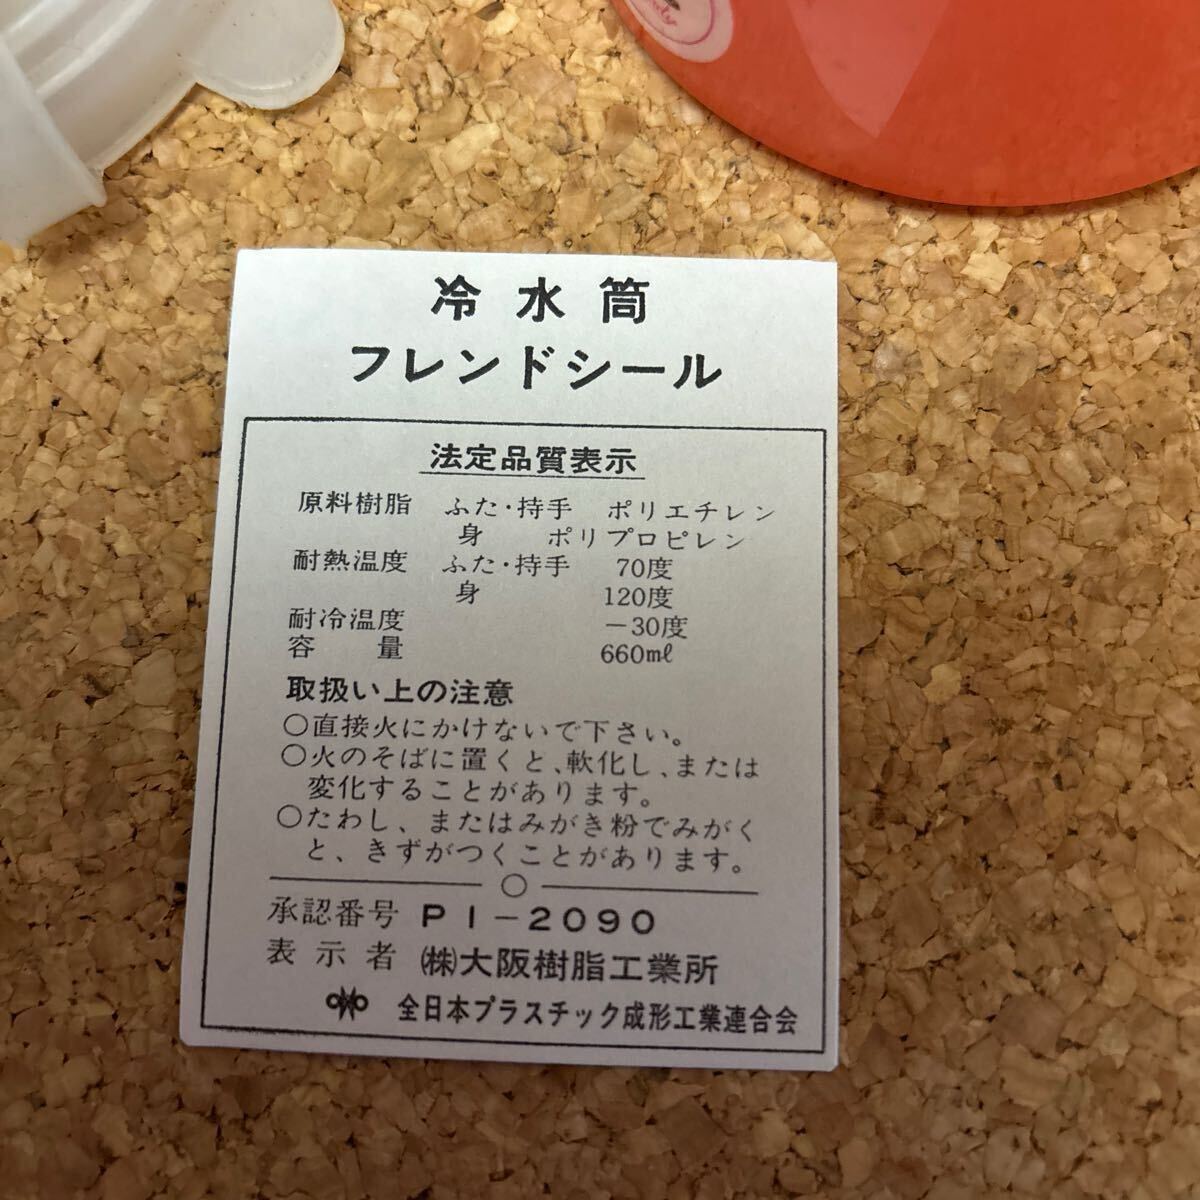 冷水筒
フレンドシール
法定品質表示
原料樹脂 ふた・持手 ポリエチレン
身 ポリプロピレン
耐熱温度 ふた・持手 70度
身 120度
耐冷温度 －30度
容量 660mℓ
取扱い上の注意
○直接火にかけないで下さい。
○火のそばに置くと、軟化し、または
変化することがあります。
○たわし、またはみがき粉でみがく
と、きずがつくことがあります。
承認番号 PI－2090
表示者 ㈱大阪樹脂工業所
全日本プラスチック成形工業連合会